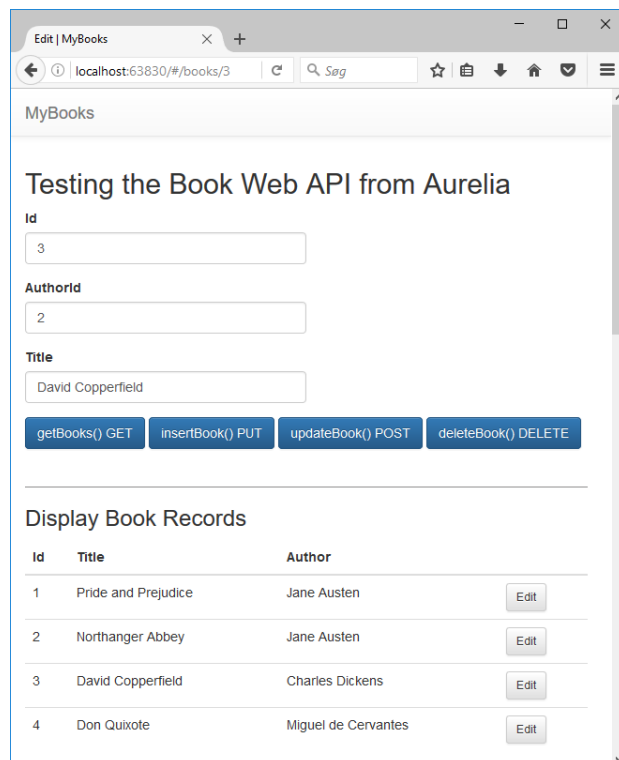 Edit | MyBooks
localhost:63830/#/books/3
Søg
MyBooks
Testing the Book Web API from Aurelia
Id
3
AuthorId
2
Title
David Copperfield
getBooks() GET insertBook() PUT updateBook() POST deleteBook() DELETE
Display Book Records
Id Title Author
1 Pride and Prejudice Jane Austen Edit
2 Northanger Abbey Jane Austen Edit
3 David Copperfield Charles Dickens Edit
4 Don Quixote Miguel de Cervantes Edit